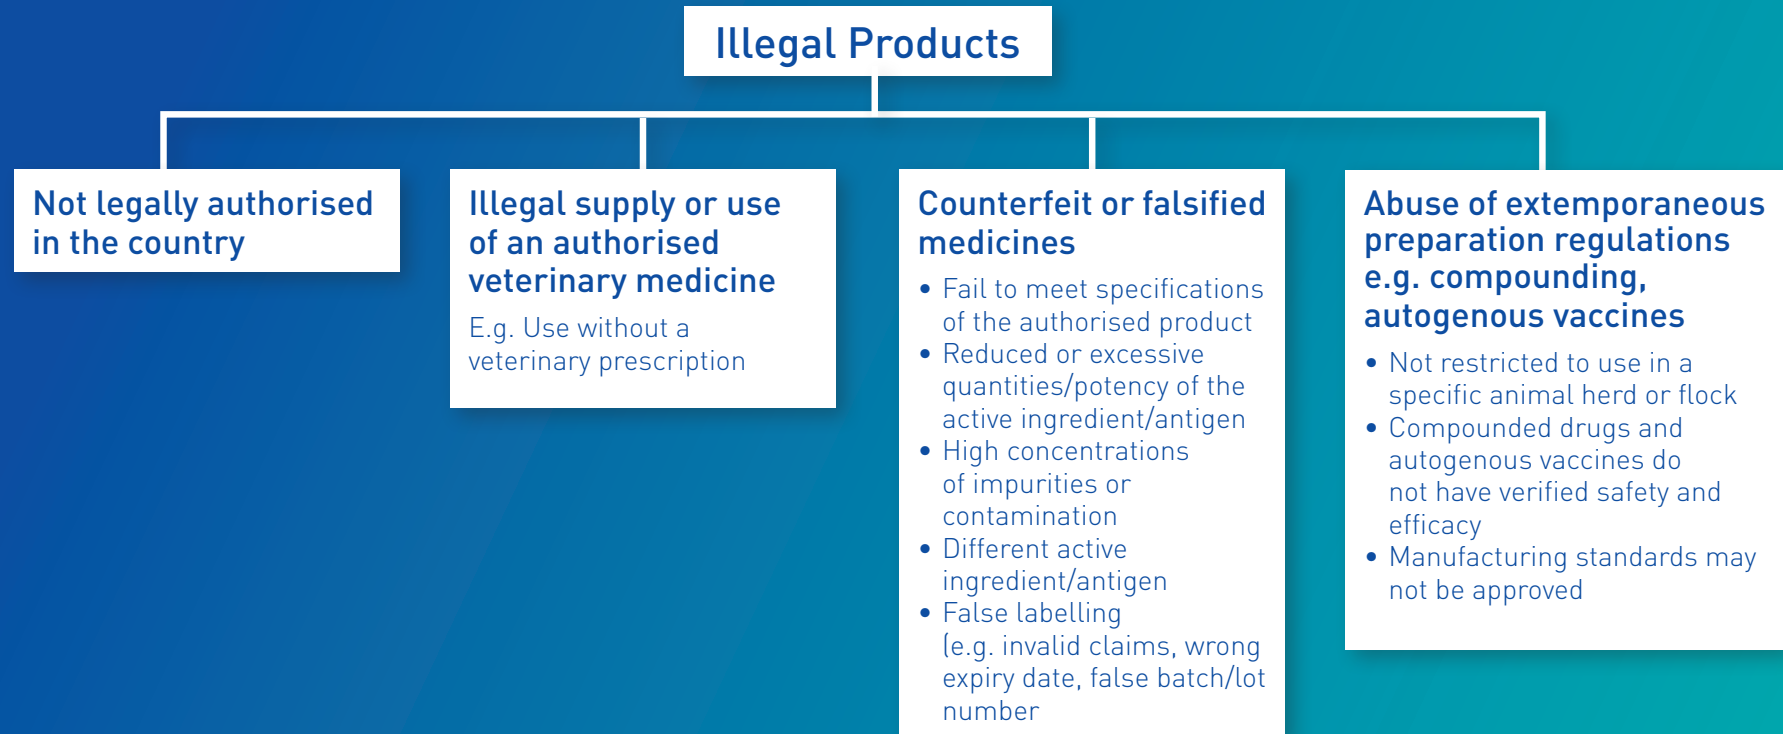 Illegal Products
Not legally authorised
in the country
Illegal supply or use
of an authorised
veterinary medicine
E.g. Use without a
veterinary prescription
Counterfeit or falsified
medicines
• Fail to meet specifications
of the authorised product
• Reduced or excessive
quantities/potency of the
active ingredient/antigen
• High concentrations
of impurities or
contamination
• Different active
ingredient/antigen
• False labelling
(e.g. invalid claims, wrong
expiry date, false batch/lot
number
Abuse of extemporaneous
preparation regulations
e.g. compounding,
autogenous vaccines
• Not restricted to use in a
specific animal herd or flock
• Compounded drugs and
autogenous vaccines do
not have verified safety and
efficacy
• Manufacturing standards may
not be approved